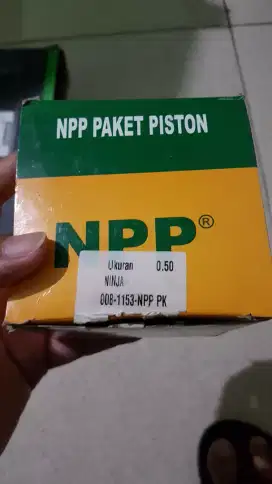 NPP PAKET PISTON
NPP®
Ukuran 0.50
NINJA
008-1153-NPP PK